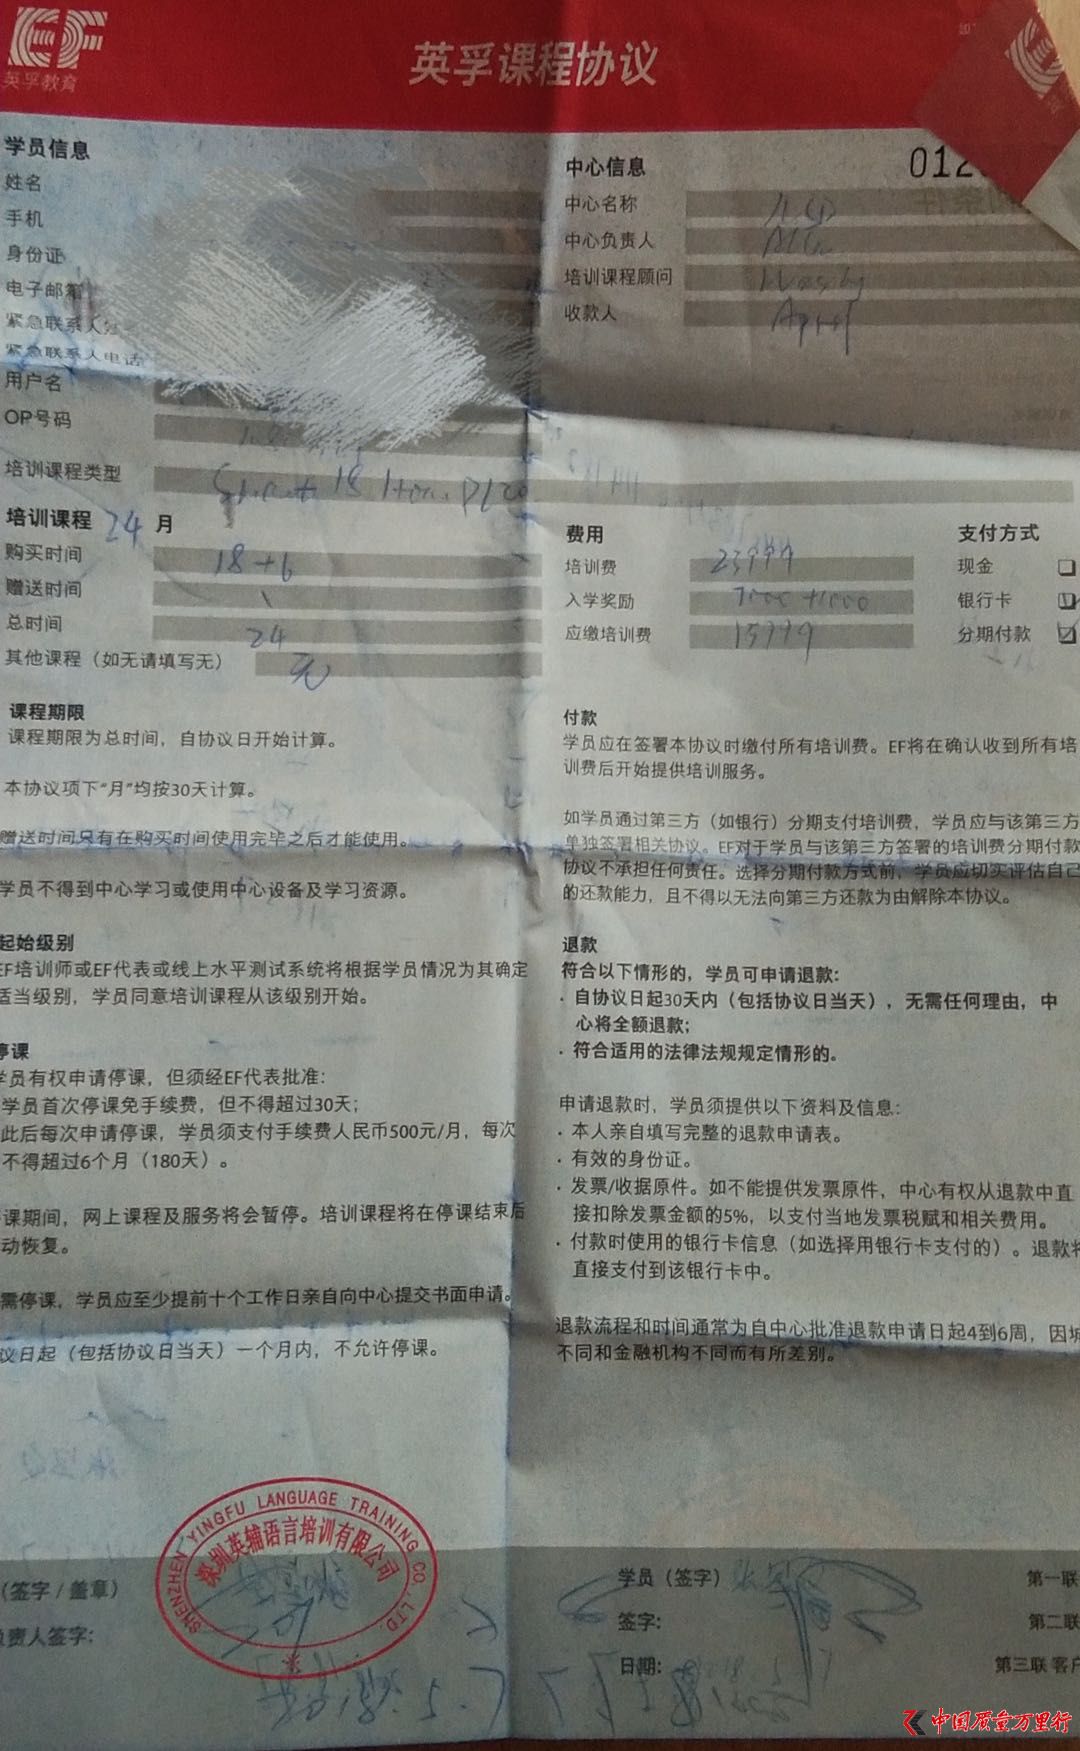 EF
英孚教育
英孚课程协议
学员信息
姓名
手机
身份证
电子邮箱
紧急联系人
紧急联系人电话
用户名
OP号码
培训课程类型
18
中心信息
012
中心名称
中心负责人
培训课程顾问
收款人
April
培训课程 24 月
购买时间 18+6
赠送时间 \
总时间 24
其他课程（如无请填写无） 无
费用
培训费 23999
入学奖励 7000+1000
应缴培训费 15999
支付方式
现金
银行卡
分期付款
课程期限
课程期限为总时间，自协议日开始计算。
本协议项下“月”均按30天计算。
赠送时间只有在购买时间使用完毕之后才能使用。
学员不得到中心学习或使用中心设备及学习资源。
起始级别
EF培训师或EF代表或线上水平测试系统将根据学员情况为其确定
适当级别，学员同意培训课程从该级别开始。
停课
学员有权申请停课，但须经EF代表批准：
学员首次停课免手续费，但不得超过30天；
此后每次申请停课，学员须支付手续费人民币500元/月，每次
不得超过6个月（180天）。
课期间，网上课程及服务将会暂停。培训课程将在停课结束后
动恢复。
需停课，学员应至少提前十个工作日亲自向中心提交书面申请。
议日起（包括协议日当天）一个月内，不允许停课。
付款
学员应在签署本协议时缴付所有培训费。EF将在确认收到所有培
训费后开始提供培训服务。
如学员通过第三方（如银行）分期支付培训费，学员应与该第三方
单独签署相关协议。EF对于学员与该第三方签署的培训费分期付款
协议不承担任何责任。选择分期付款方式前，学员应切实评估自己
的还款能力，且不得以无法向第三方还款为由解除本协议。
退款
符合以下情形的，学员可申请退款：
· 自协议日起30天内（包括协议日当天），无需任何理由，中
心将全额退款；
· 符合适用的法律法规规定情形的。
申请退款时，学员须提供以下资料及信息：
· 本人亲自填写完整的退款申请表。
· 有效的身份证。
· 发票/收据原件。如不能提供发票原件，中心有权从退款中直
接扣除发票金额的5%，以支付当地发票税赋和相关费用。
· 付款时使用的银行卡信息（如选择用银行卡支付的）。退款将
直接支付到该银行卡中。
退款流程和时间通常为自中心批准退款申请日起4到6周，因城
不同和金融机构不同而有所差别。
SHENZHEN YINGFU LANGUAGE TRAINING CO., LTD.
深圳英辅语言培训有限公司
（签字 / 盖章）
负责人签字：
学员（签字）
签字：
日期：
第一联
第二联
第三联 客户
中国质量万里行